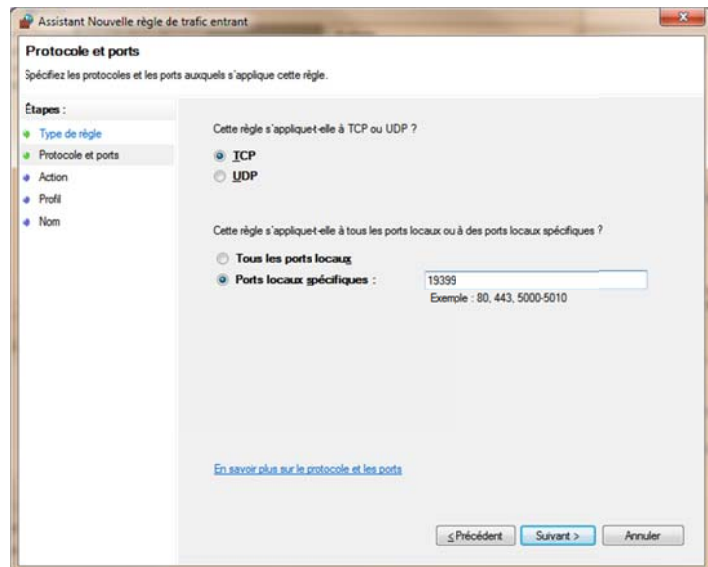 Assistant Nouvelle règle de trafic entrant
Protocole et ports
Spécifiez les protocoles et les ports auxquels s'applique cette règle.
Étapes :
Type de règle
Protocole et ports
Action
Profil
Nom
Cette règle s'applique-t-elle à TCP ou UDP ?
TCP
UDP
Cette règle s'applique-t-elle à tous les ports locaux ou à des ports locaux spécifiques ?
Tous les ports locaux
Ports locaux spécifiques :
19399
Exemple : 80, 443, 5000-5010
En savoir plus sur le protocole et les ports
< Précédent
Suivant >
Annuler